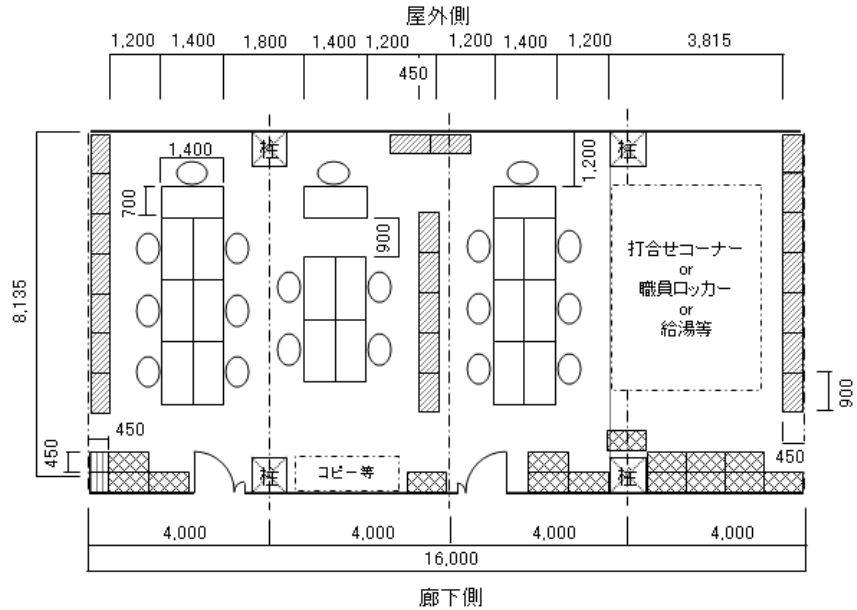 屋外側
1,200 1,400 1,800 1,400 1,200 1,200 1,400 1,200 3,815
450
柱 柱
1,400
1,200
700
900
打合せコーナー
or
職員ロッカー
or
給湯等
8,135
900
450
450
450
柱 コピー等 柱
4,000 4,000 4,000 4,000
16,000
廊下側